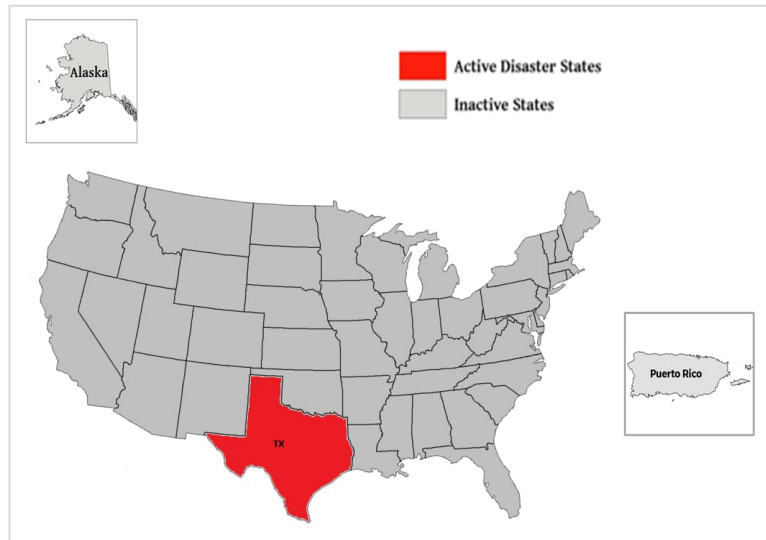 Alaska
Active Disaster States
Inactive States
TX
Puerto Rico